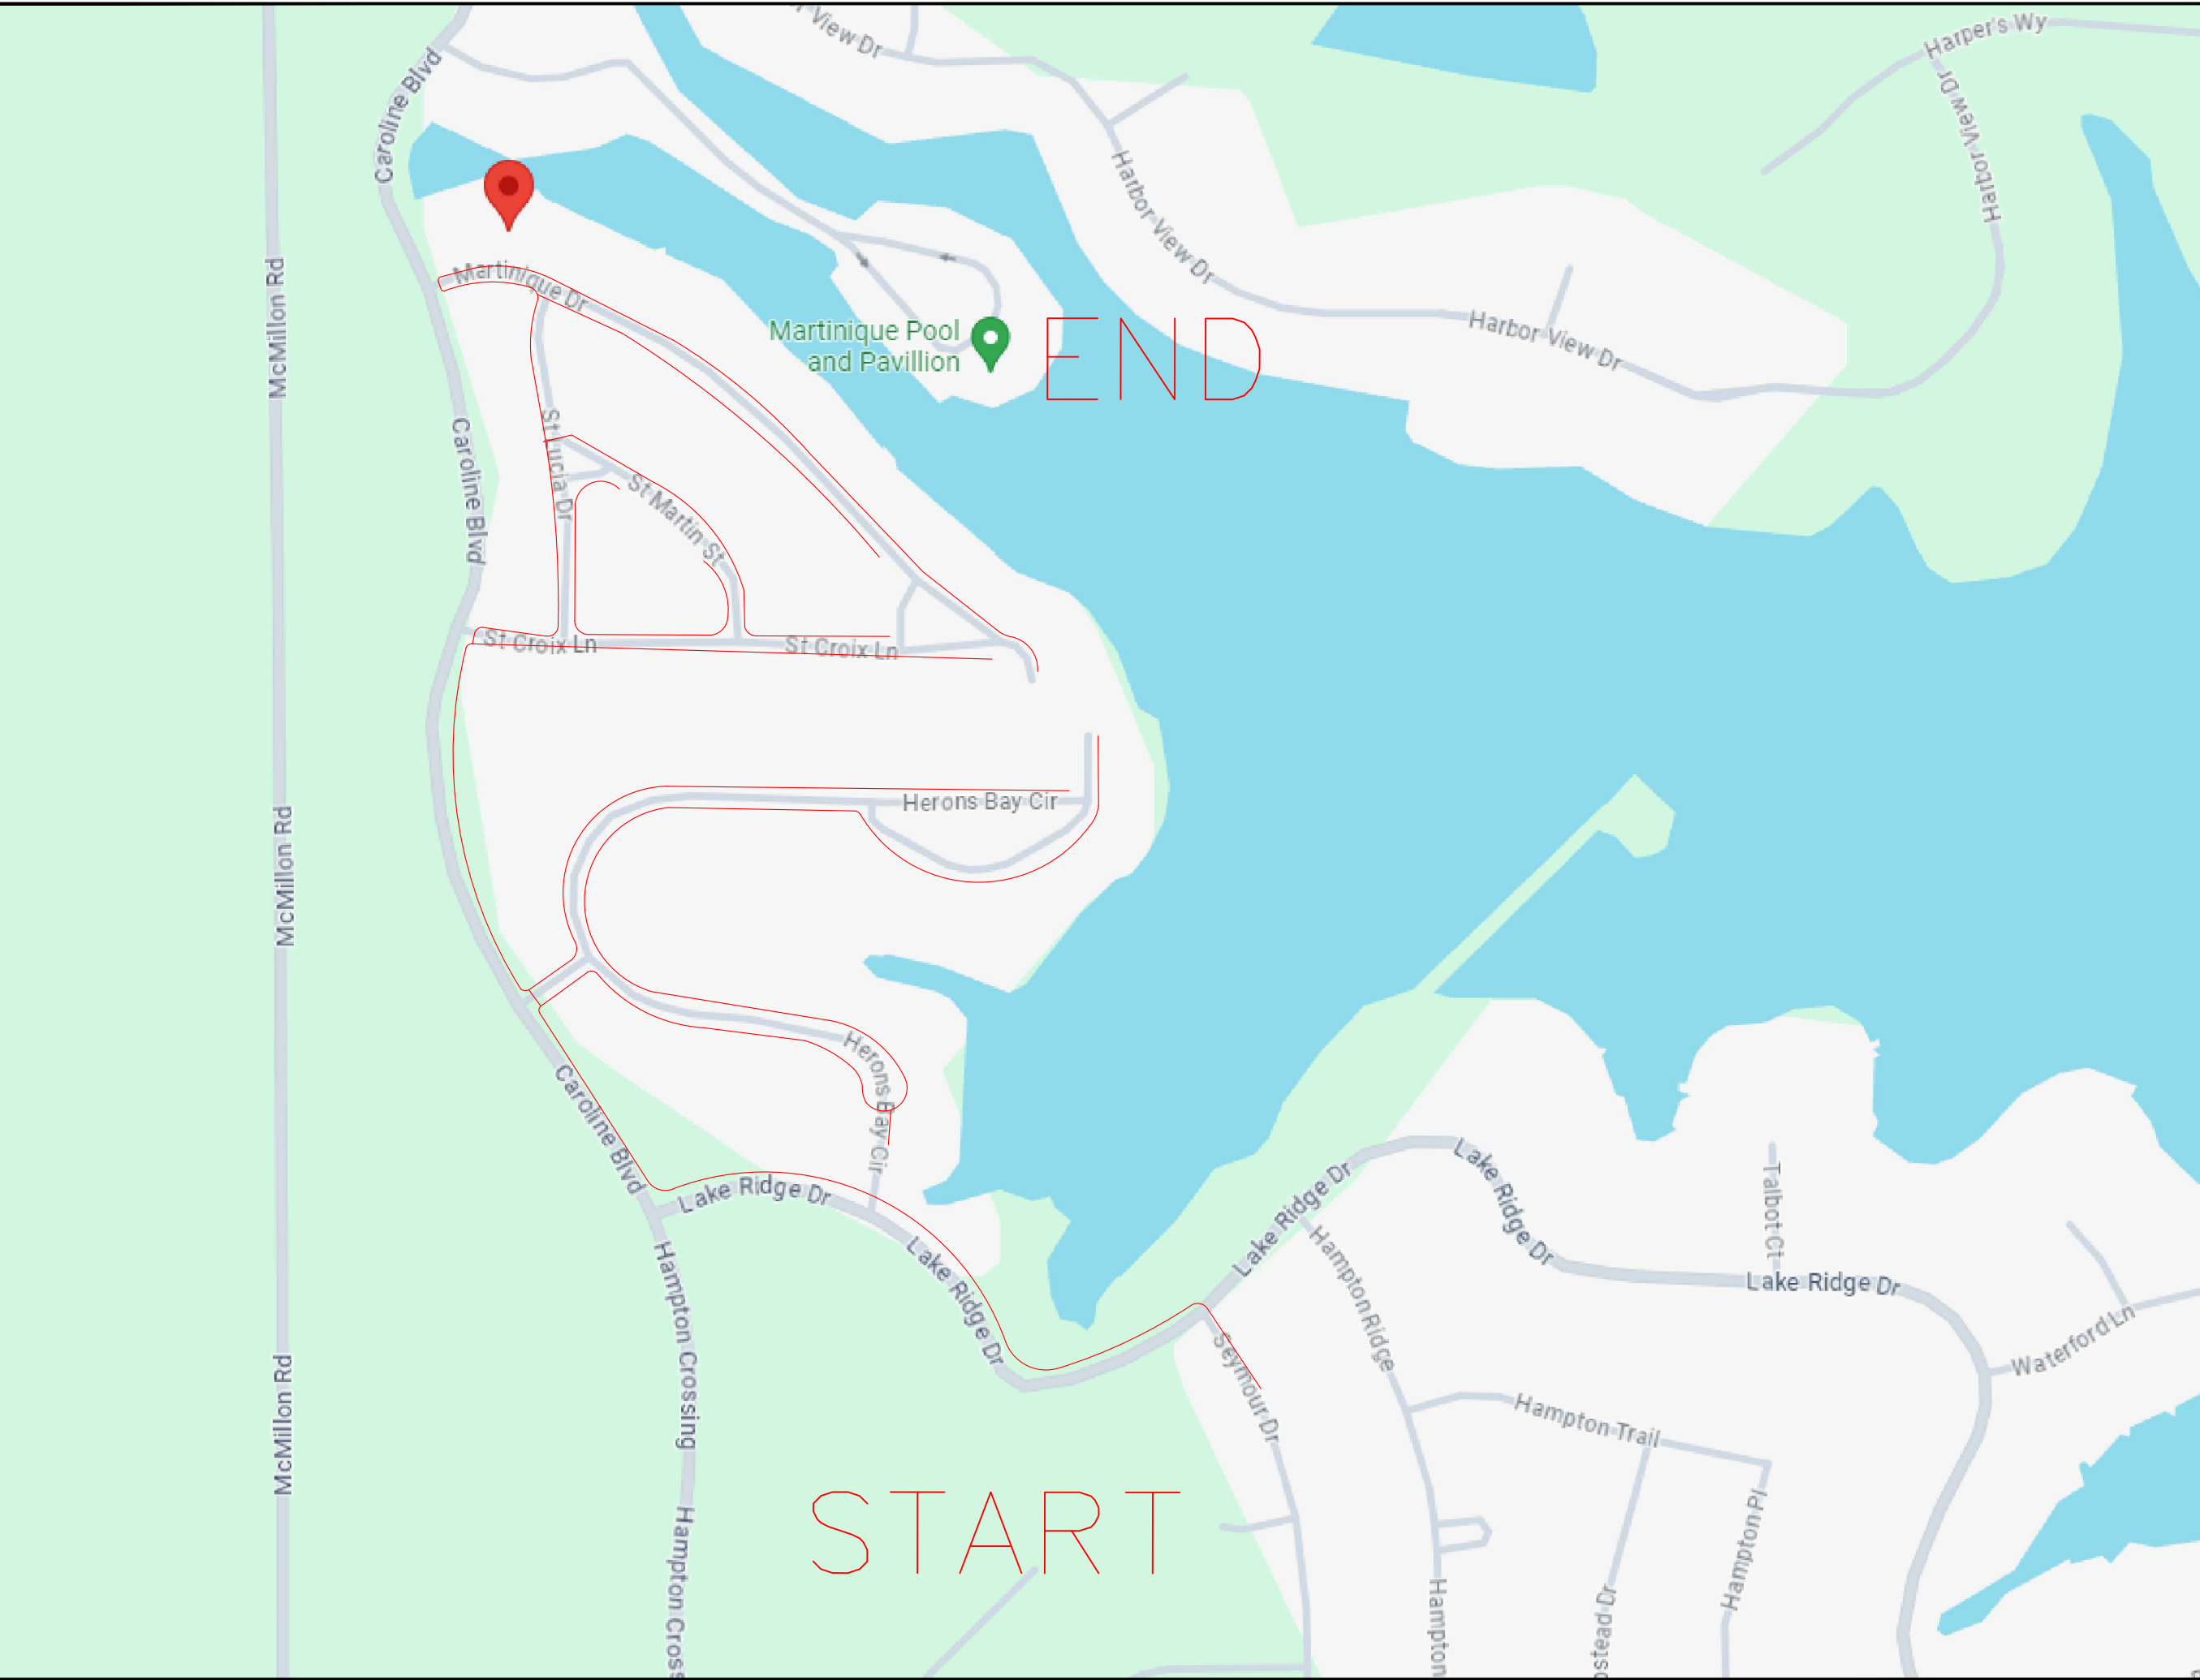 View Dr
Harper's Wy
Caroline Blvd
Harbor View Dr
Harbor View Dr
McMillon Rd
Martinique Dr
Martinique Pool
and Pavillion
END
Harbor View Dr
Caroline Blvd
St Lucia Dr
St Martin St
St Croix Ln
St Croix Ln
Herons Bay Cir
McMillon Rd
Herons Bay Cir
Caroline Blvd
Lake Ridge Dr
Lake Ridge Dr
Lake Ridge Dr
Lake Ridge Dr
Talbot Ct
Lake Ridge Dr
Hampton Ridge
Hampton Crossing
Seymour Dr
Waterford Ln
McMillon Rd
Hampton Trail
START
Hampton Pl
Hampton Cross
Hampton
stead Dr